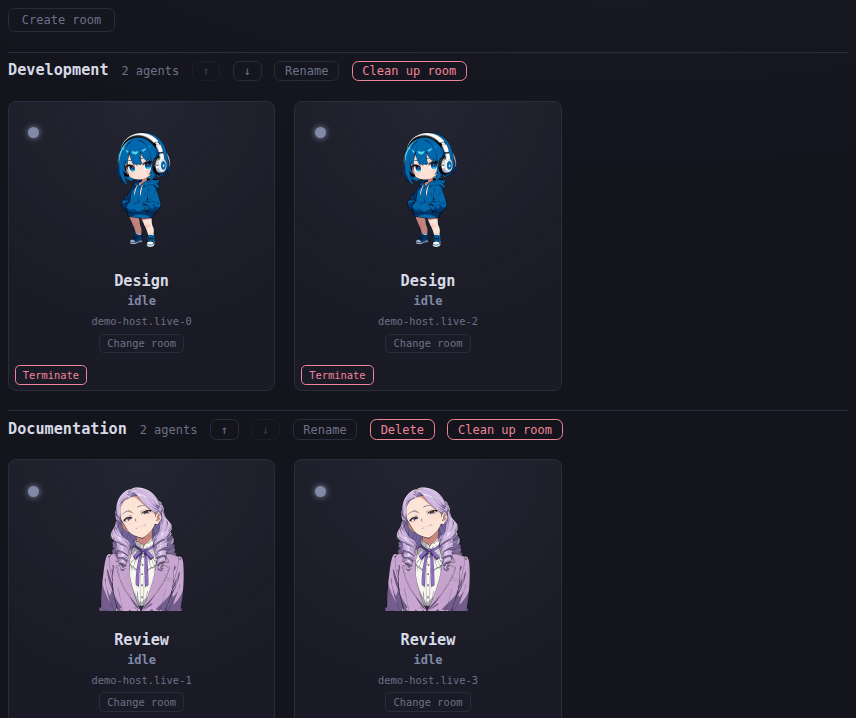 Create room
Development 2 agents ↑ ↓ Rename Clean up room
Design Design
idle idle
demo-host.live-0 demo-host.live-2
Change room Change room
Terminate Terminate
Documentation 2 agents ↑ ↓ Rename Delete Clean up room
Review Review
idle idle
demo-host.live-1 demo-host.live-3
Change room Change room